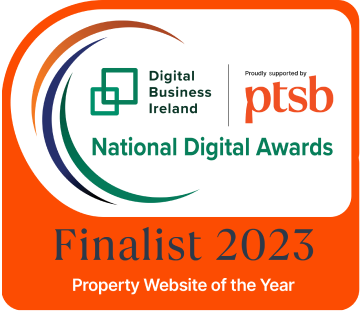 Digital
Business
Ireland
Proudly supported by
ptsb
National Digital Awards
Finalist 2023
Property Website of the Year